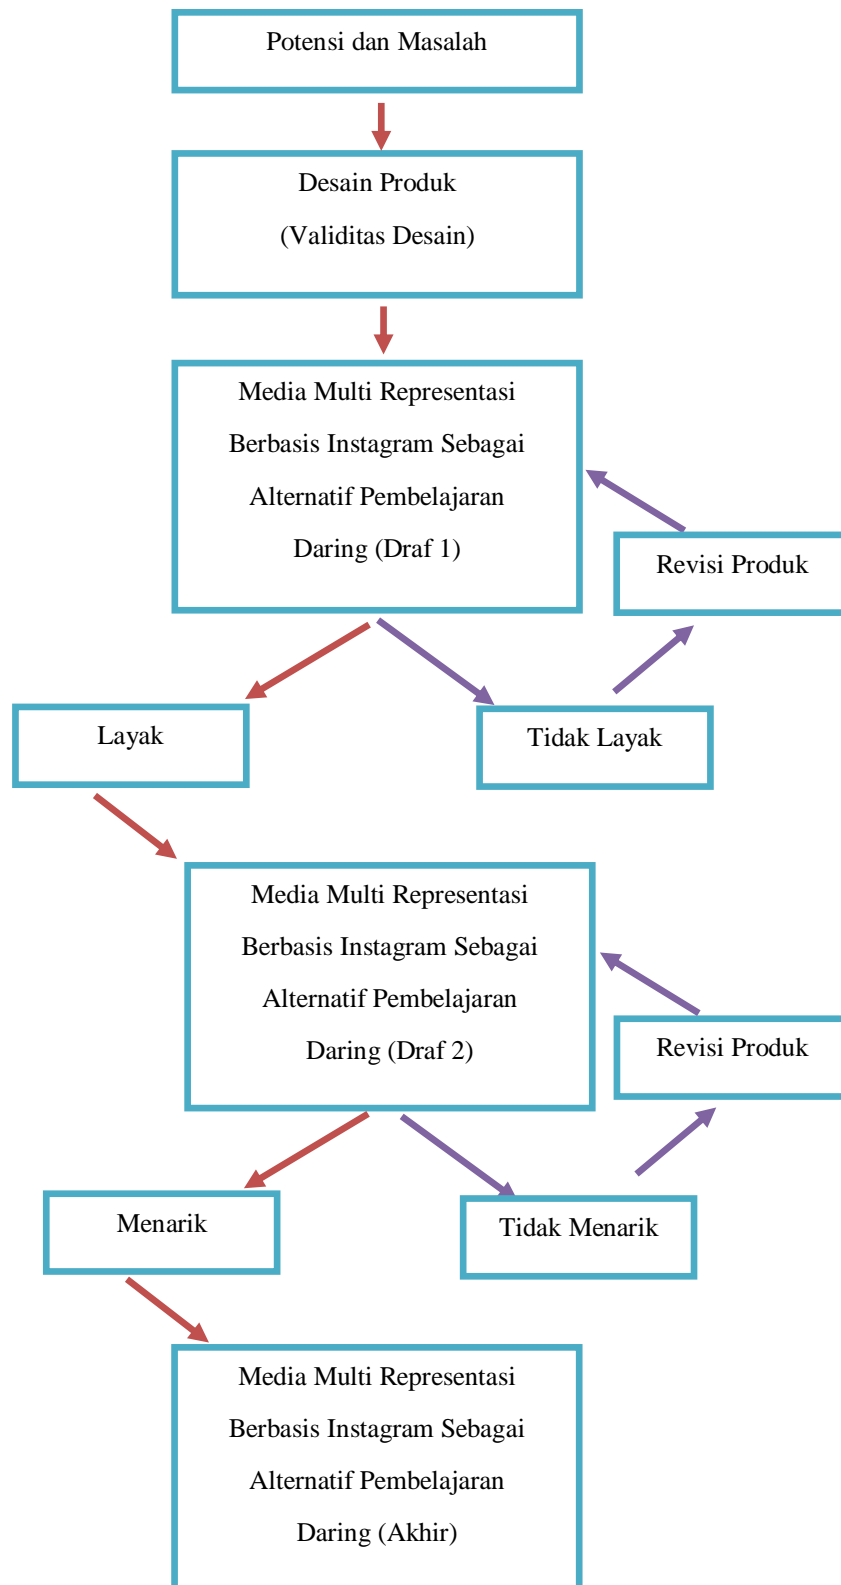 Potensi dan Masalah
Desain Produk
(Validitas Desain)
Media Multi Representasi
Berbasis Instagram Sebagai
Alternatif Pembelajaran
Daring (Draf 1)
Revisi Produk
Layak
Tidak Layak
Media Multi Representasi
Berbasis Instagram Sebagai
Alternatif Pembelajaran
Daring (Draf 2)
Revisi Produk
Menarik
Tidak Menarik
Media Multi Representasi
Berbasis Instagram Sebagai
Alternatif Pembelajaran
Daring (Akhir)